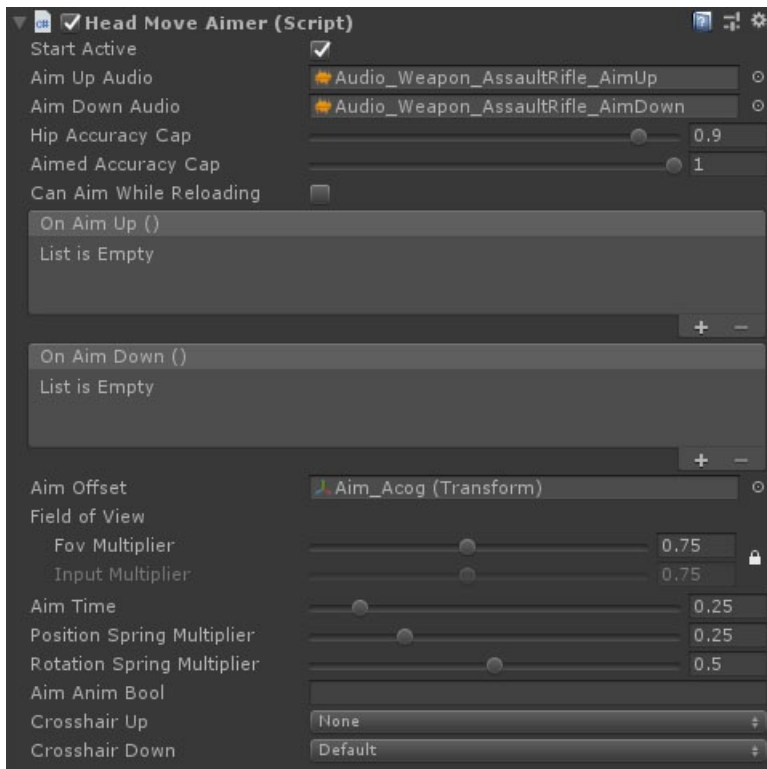 Head Move Aimer (Script)
Start Active
Aim Up Audio Audio_Weapon_AssaultRifle_AimUp
Aim Down Audio Audio_Weapon_AssaultRifle_AimDown
Hip Accuracy Cap 0.9
Aimed Accuracy Cap 1
Can Aim While Reloading
On Aim Up ()
List is Empty
+ −
On Aim Down ()
List is Empty
+ −
Aim Offset Aim_Acog (Transform)
Field of View
Fov Multiplier 0.75
Input Multiplier 0.75
Aim Time 0.25
Position Spring Multiplier 0.25
Rotation Spring Multiplier 0.5
Aim Anim Bool
Crosshair Up None
Crosshair Down Default